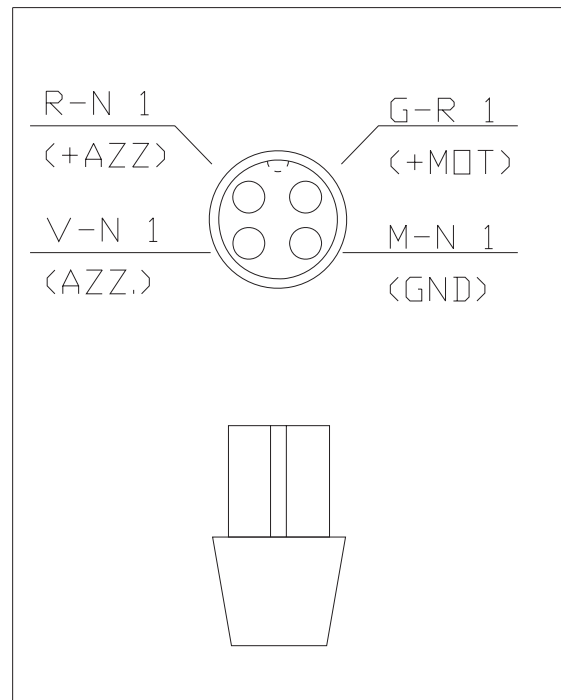 R-N 1
(+AZZ)
V-N 1
(AZZ.)
G-R 1
(+MOT)
M-N 1
(GND)